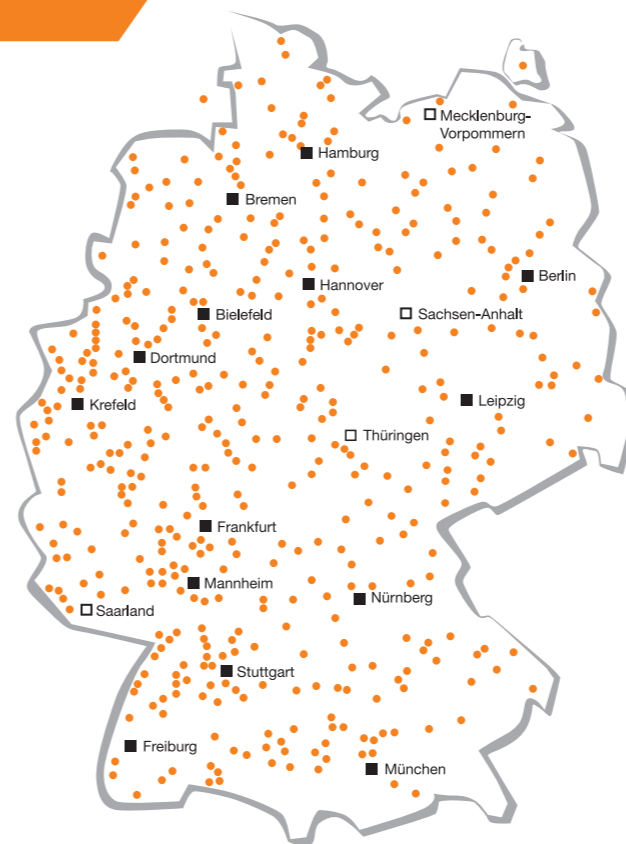 Mecklenburg-
Vorpommern
Hamburg
Bremen
Berlin
Hannover
Bielefeld
Sachsen-Anhalt
Dortmund
Krefeld
Leipzig
Thüringen
Frankfurt
Mannheim
Nürnberg
Saarland
Stuttgart
Freiburg
München